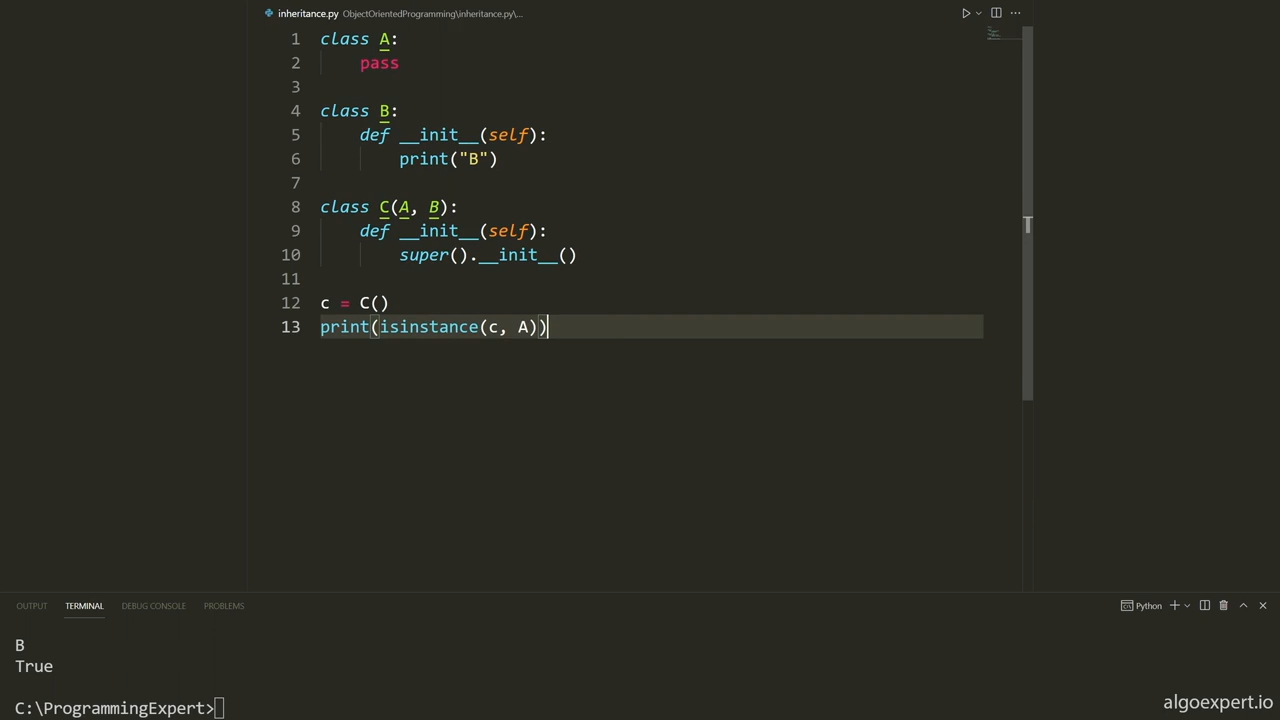 inheritance.py ObjectOrientedProgramming\inheritance.py\...
1 class A:
2     pass
3
4 class B:
5     def __init__(self):
6         print("B")
7
8 class C(A, B):
9     def __init__(self):
10         super().__init__()
11
12 c = C()
13 print(isinstance(c, A))
OUTPUT TERMINAL DEBUG CONSOLE PROBLEMS Python
B
True
C:\ProgrammingExpert>
algoexpert.io